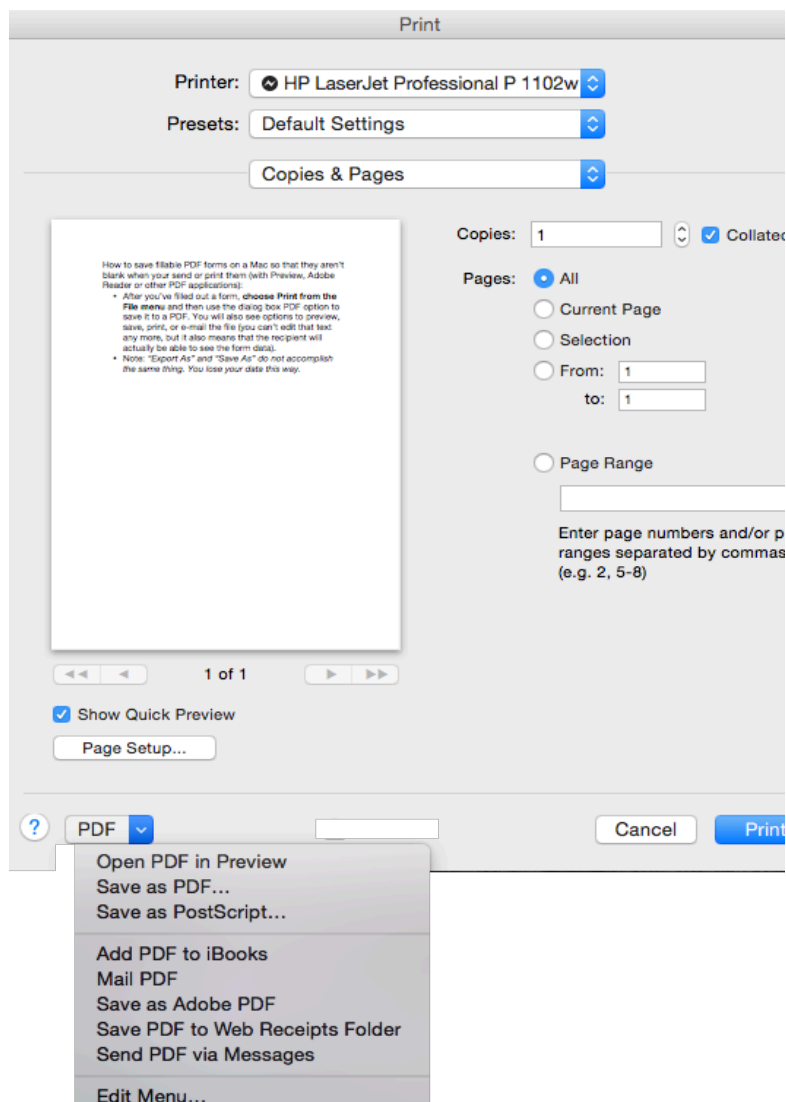 Print
Printer: HP LaserJet Professional P 1102w
Presets: Default Settings
Copies & Pages
How to save fillable PDF forms on a Mac so that they aren't
blank when your send or print them (with Preview, Adobe
Reader or other PDF applications):
• After you've filled out a form, choose Print from the
File menu and then use the dialog box PDF option to
save it to a PDF. You will also see options to preview,
save, print, or e-mail the file (you can't edit that text
any more, but it also means that the recipient will
actually be able to see the form data).
• Note: "Export As" and "Save As" do not accomplish
the same thing. You lose your date this way.
1 of 1
Show Quick Preview
Page Setup...
Copies: 1 Collated
Pages: All
Current Page
Selection
From: 1
to: 1
Page Range
Enter page numbers and/or p
ranges separated by commas
(e.g. 2, 5-8)
? PDF Cancel Print
Open PDF in Preview
Save as PDF...
Save as PostScript...
Add PDF to iBooks
Mail PDF
Save as Adobe PDF
Save PDF to Web Receipts Folder
Send PDF via Messages
Edit Menu...